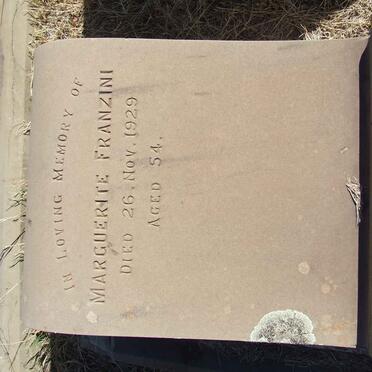 IN LOVING MEMORY OF
MARGUERITE FRANZINI
DIED 26. NOV. 1929
AGED 54.